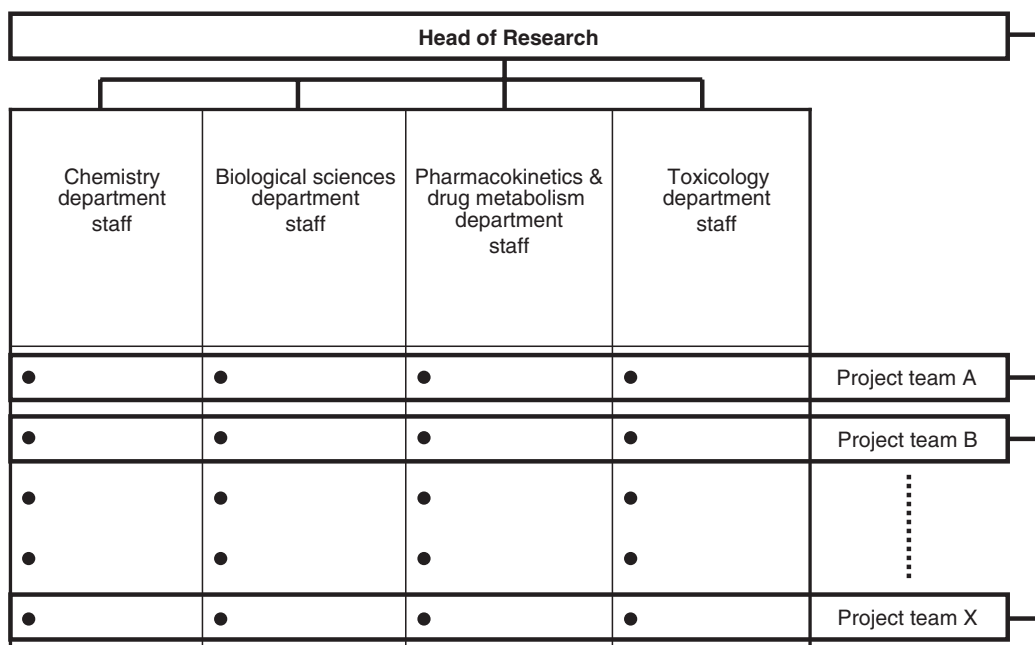 Head of Research
Chemistry
department
staff
Biological sciences
department
staff
Pharmacokinetics &
drug metabolism
department
staff
Toxicology
department
staff
Project team A
Project team B
Project team X